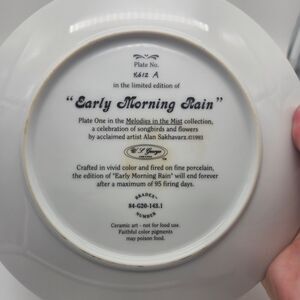 Plate No.
8612 A
in the limited edition of
"Early Morning Rain"
Plate One in the Melodies in the Mist collection,
a celebration of songbirds and flowers
by acclaimed artist Alan Sakhavarz.©1993
W S George
Crafted in vivid color and fired on fine porcelain,
the edition of "Early Morning Rain" will end forever
after a maximum of 95 firing days.
BRADEX®
84-G20-143.1
NUMBER
Ceramic art - not for food use.
Faithful color pigments
may poison food.